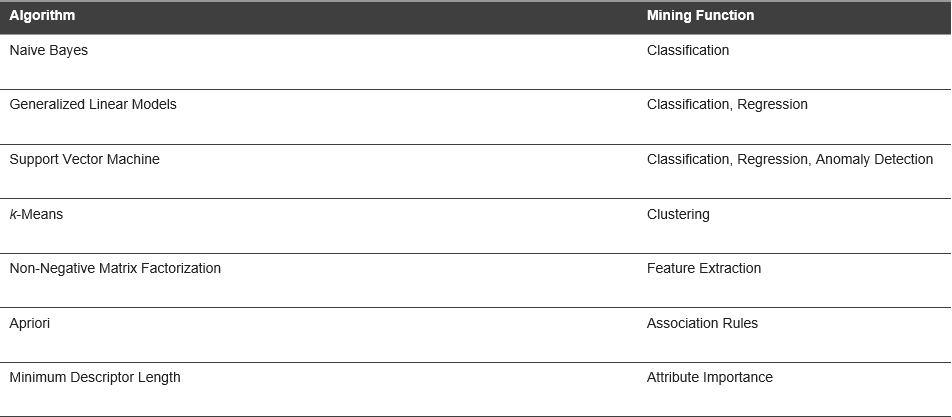 Algorithm Mining Function
Naive Bayes Classification
Generalized Linear Models Classification, Regression
Support Vector Machine Classification, Regression, Anomaly Detection
k-Means Clustering
Non-Negative Matrix Factorization Feature Extraction
Apriori Association Rules
Minimum Descriptor Length Attribute Importance